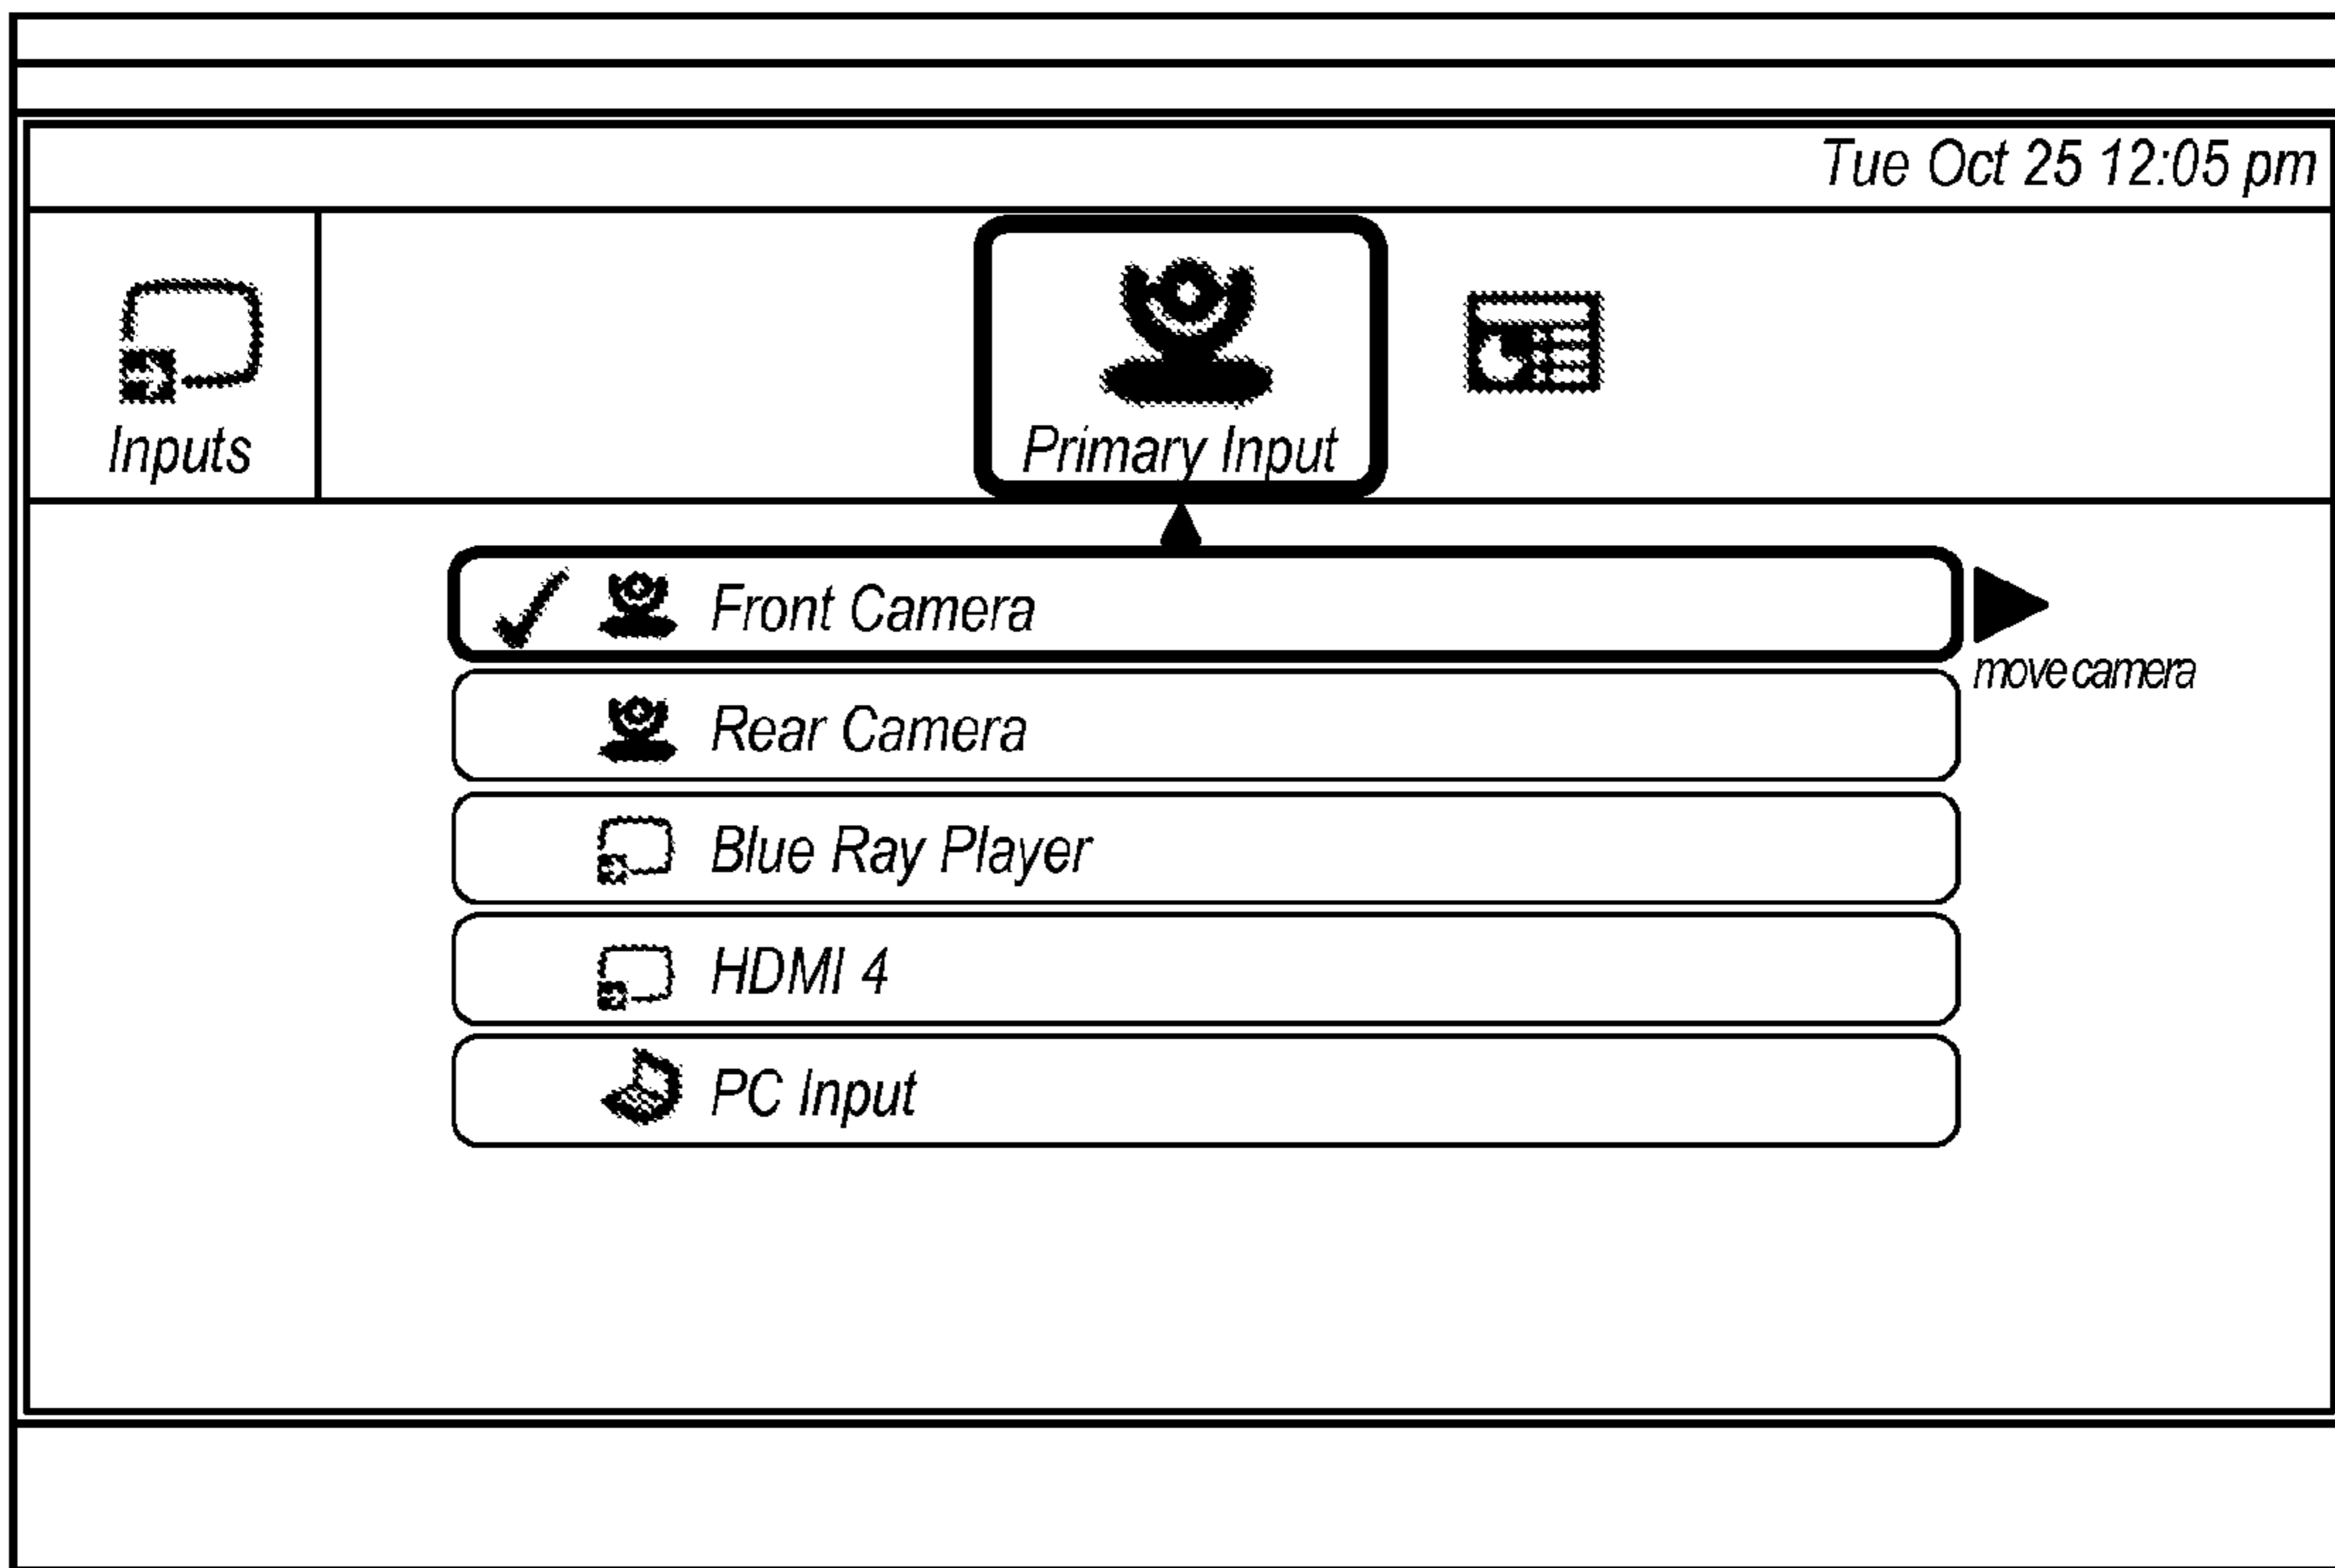 Tue Oct 25 12:05 pm
Inputs
Primary Input
Front Camera
move camera
Rear Camera
Blue Ray Player
HDMI 4
PC Input